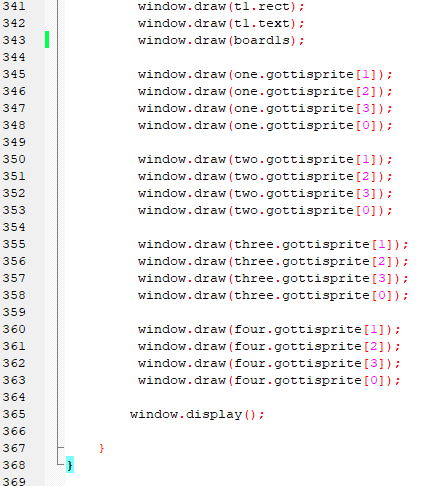 341 window.draw(t1.rect);
342 window.draw(t1.text);
343 window.draw(board1s);
344
345 window.draw(one.gottisprite[1]);
346 window.draw(one.gottisprite[2]);
347 window.draw(one.gottisprite[3]);
348 window.draw(one.gottisprite[0]);
349
350 window.draw(two.gottisprite[1]);
351 window.draw(two.gottisprite[2]);
352 window.draw(two.gottisprite[3]);
353 window.draw(two.gottisprite[0]);
354
355 window.draw(three.gottisprite[1]);
356 window.draw(three.gottisprite[2]);
357 window.draw(three.gottisprite[3]);
358 window.draw(three.gottisprite[0]);
359
360 window.draw(four.gottisprite[1]);
361 window.draw(four.gottisprite[2]);
362 window.draw(four.gottisprite[3]);
363 window.draw(four.gottisprite[0]);
364
365 window.display();
366
367 }
368 }
369